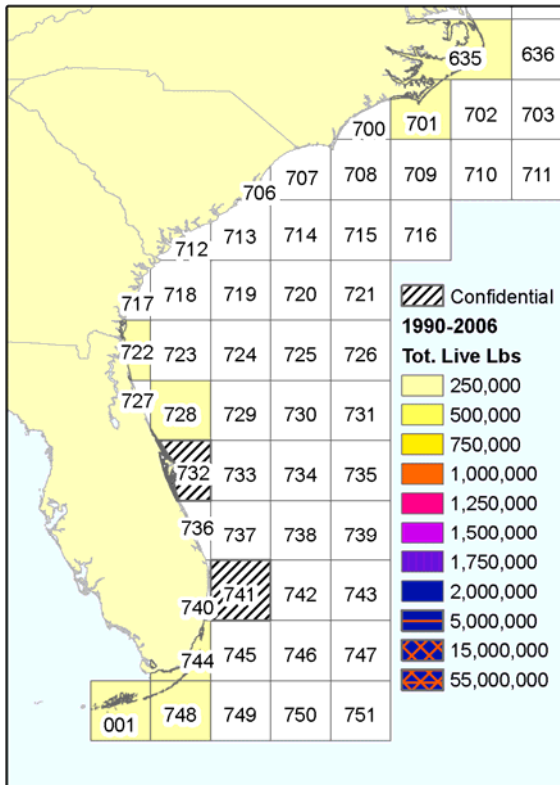 635 636
700 701 702 703
706 707 708 709 710 711
712 713 714 715 716
717 718 719 720 721
722 723 724 725 726
727 728 729 730 731
732 733 734 735
736 737 738 739
740 741 742 743
744 745 746 747
001 748 749 750 751
Confidential
1990-2006
Tot. Live Lbs
250,000
500,000
750,000
1,000,000
1,250,000
1,500,000
1,750,000
2,000,000
5,000,000
15,000,000
55,000,000